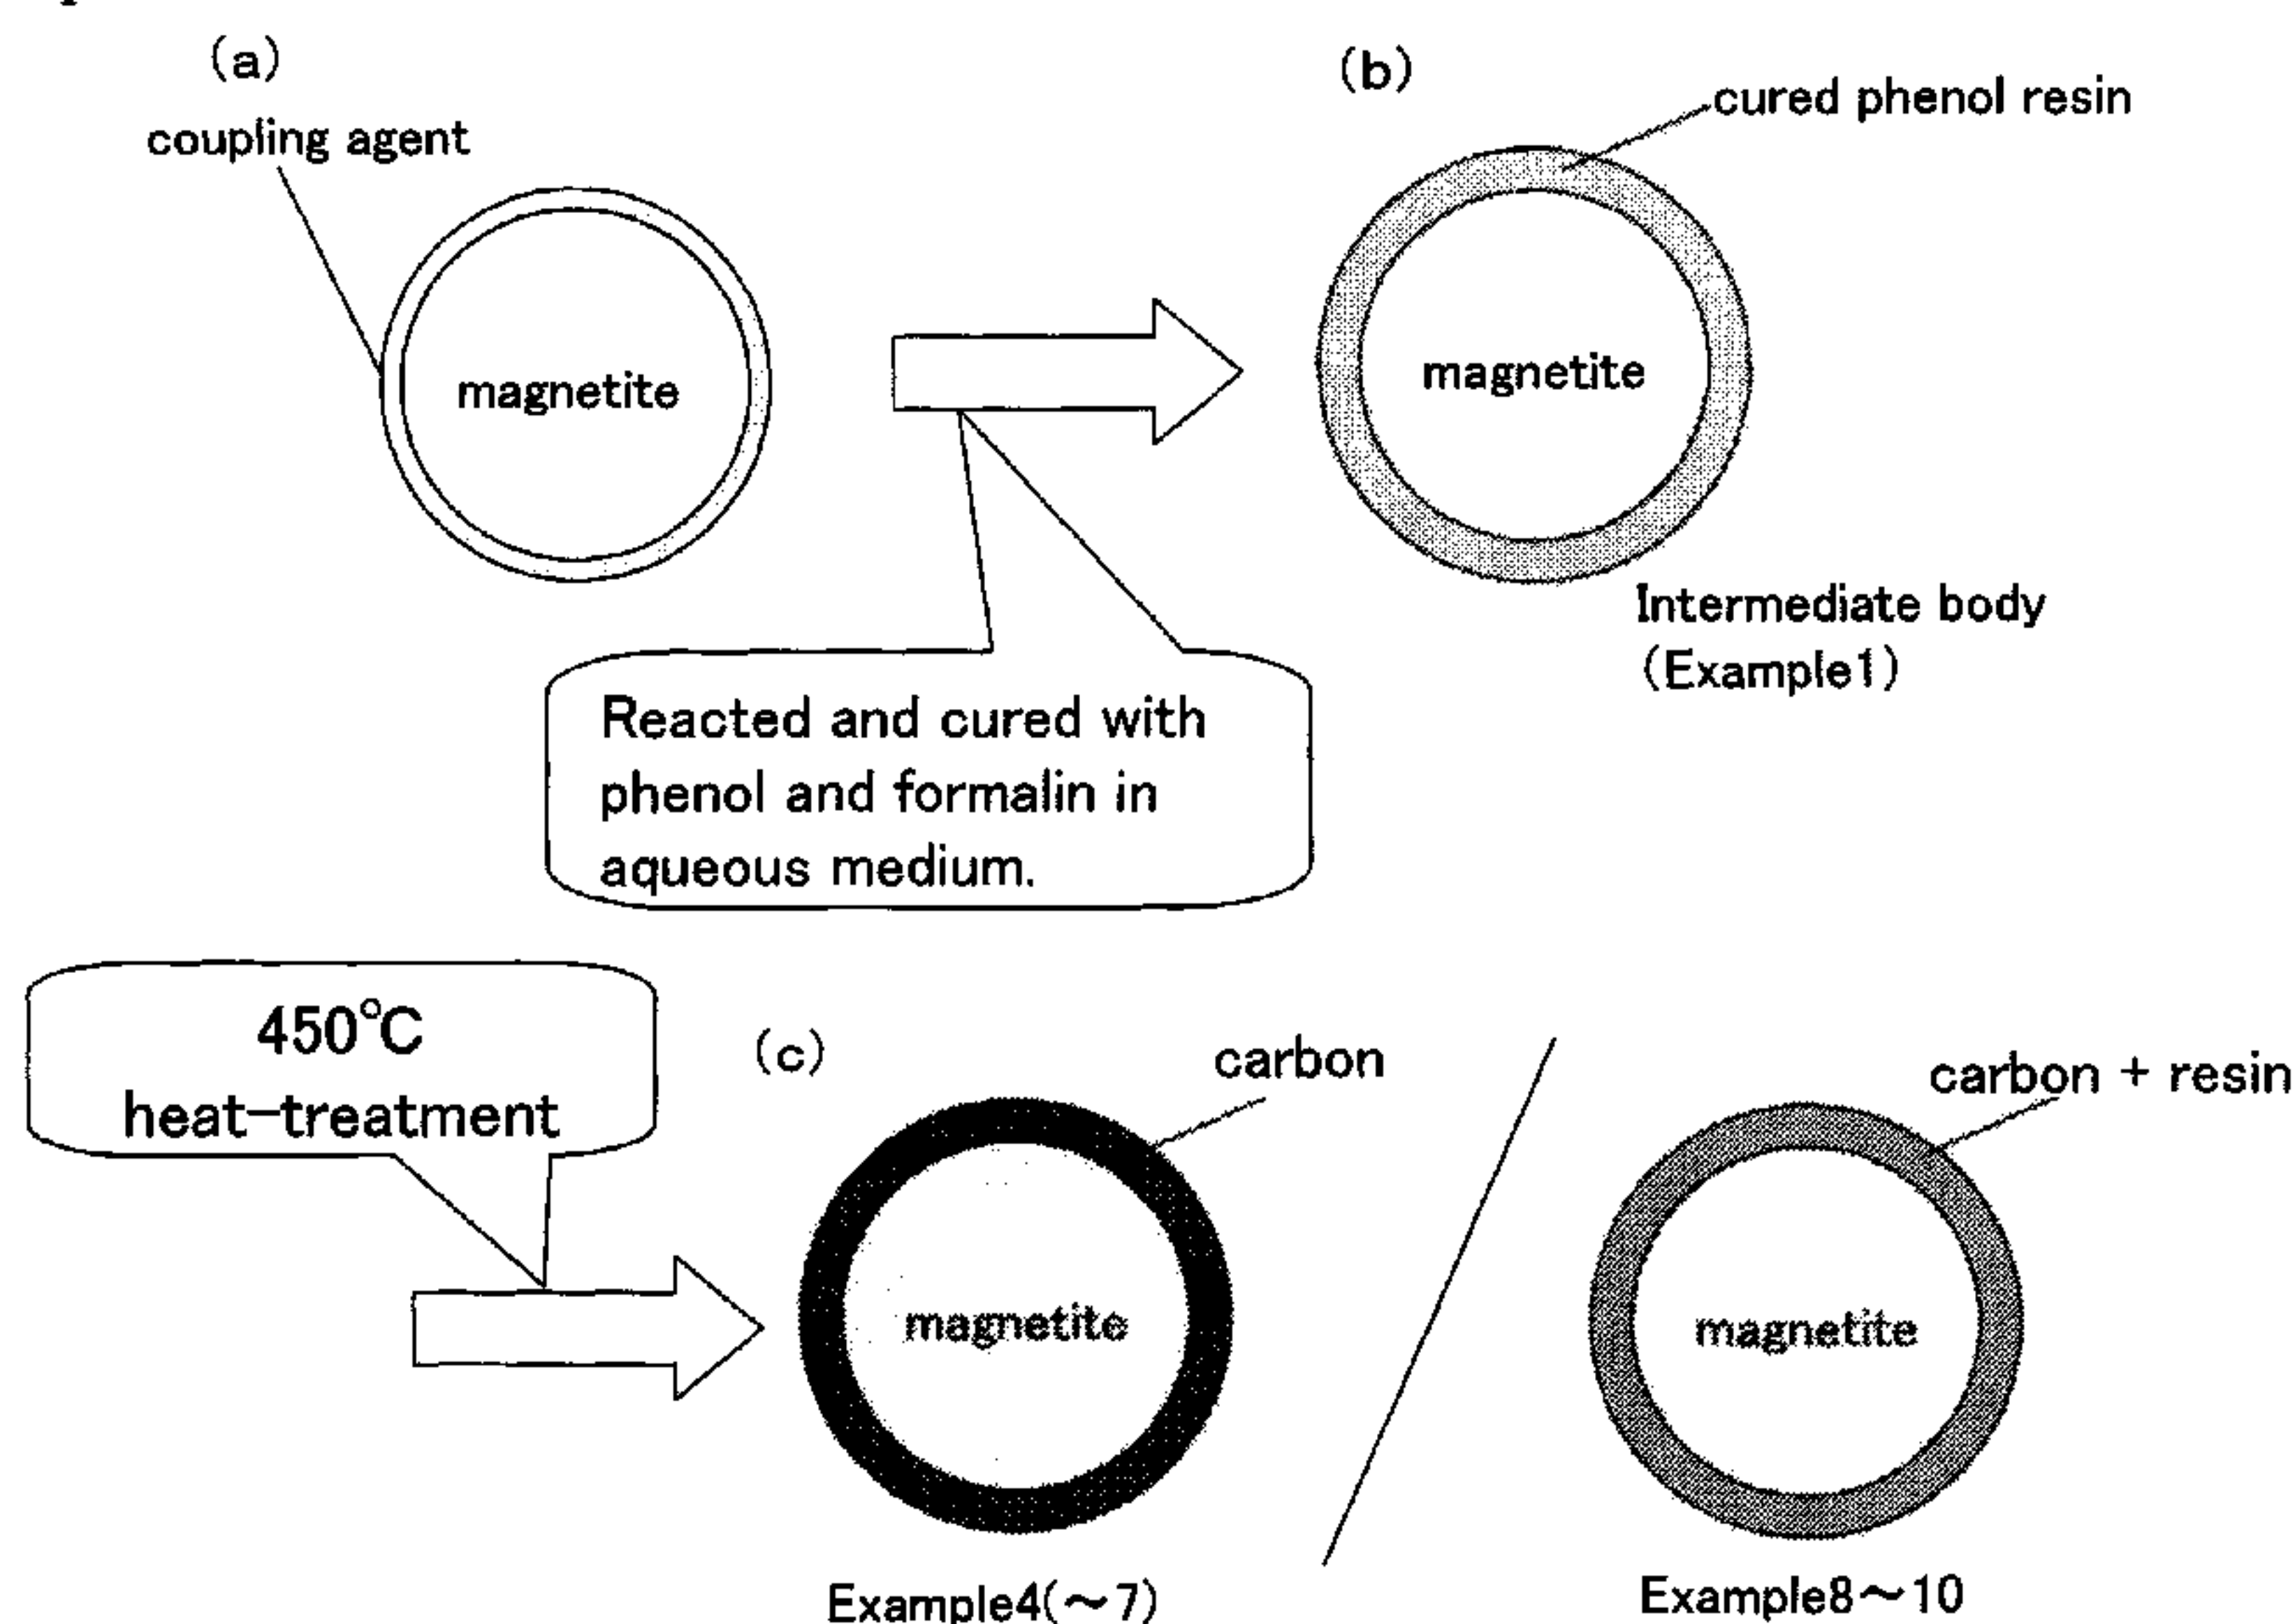 (a)
coupling agent
magnetite
(b)
cured phenol resin
magnetite
Intermediate body
(Example1)
Reacted and cured with
phenol and formalin in
aqueous medium.
450℃
heat-treatment
(c)
carbon
magnetite
Example4(～7)
carbon + resin
magnetite
Example8～10